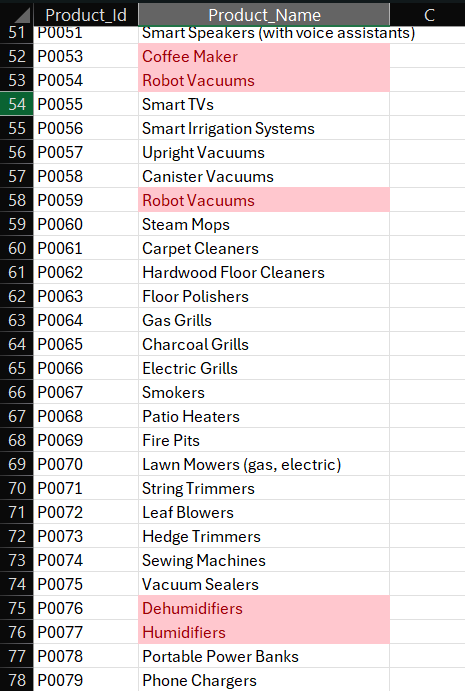 Product_Id Product_Name C
51 P0051 Smart Speakers (with voice assistants)
52 P0053 Coffee Maker
53 P0054 Robot Vacuums
54 P0055 Smart TVs
55 P0056 Smart Irrigation Systems
56 P0057 Upright Vacuums
57 P0058 Canister Vacuums
58 P0059 Robot Vacuums
59 P0060 Steam Mops
60 P0061 Carpet Cleaners
61 P0062 Hardwood Floor Cleaners
62 P0063 Floor Polishers
63 P0064 Gas Grills
64 P0065 Charcoal Grills
65 P0066 Electric Grills
66 P0067 Smokers
67 P0068 Patio Heaters
68 P0069 Fire Pits
69 P0070 Lawn Mowers (gas, electric)
70 P0071 String Trimmers
71 P0072 Leaf Blowers
72 P0073 Hedge Trimmers
73 P0074 Sewing Machines
74 P0075 Vacuum Sealers
75 P0076 Dehumidifiers
76 P0077 Humidifiers
77 P0078 Portable Power Banks
78 P0079 Phone Chargers